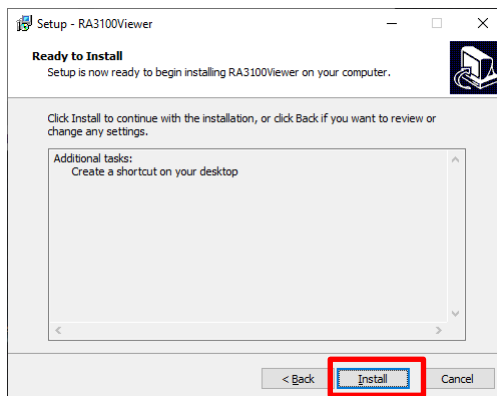 Setup - RA3100Viewer
Ready to Install
Setup is now ready to begin installing RA3100Viewer on your computer.
Click Install to continue with the installation, or click Back if you want to review or
change any settings.
Additional tasks:
Create a shortcut on your desktop
< Back
Install
Cancel